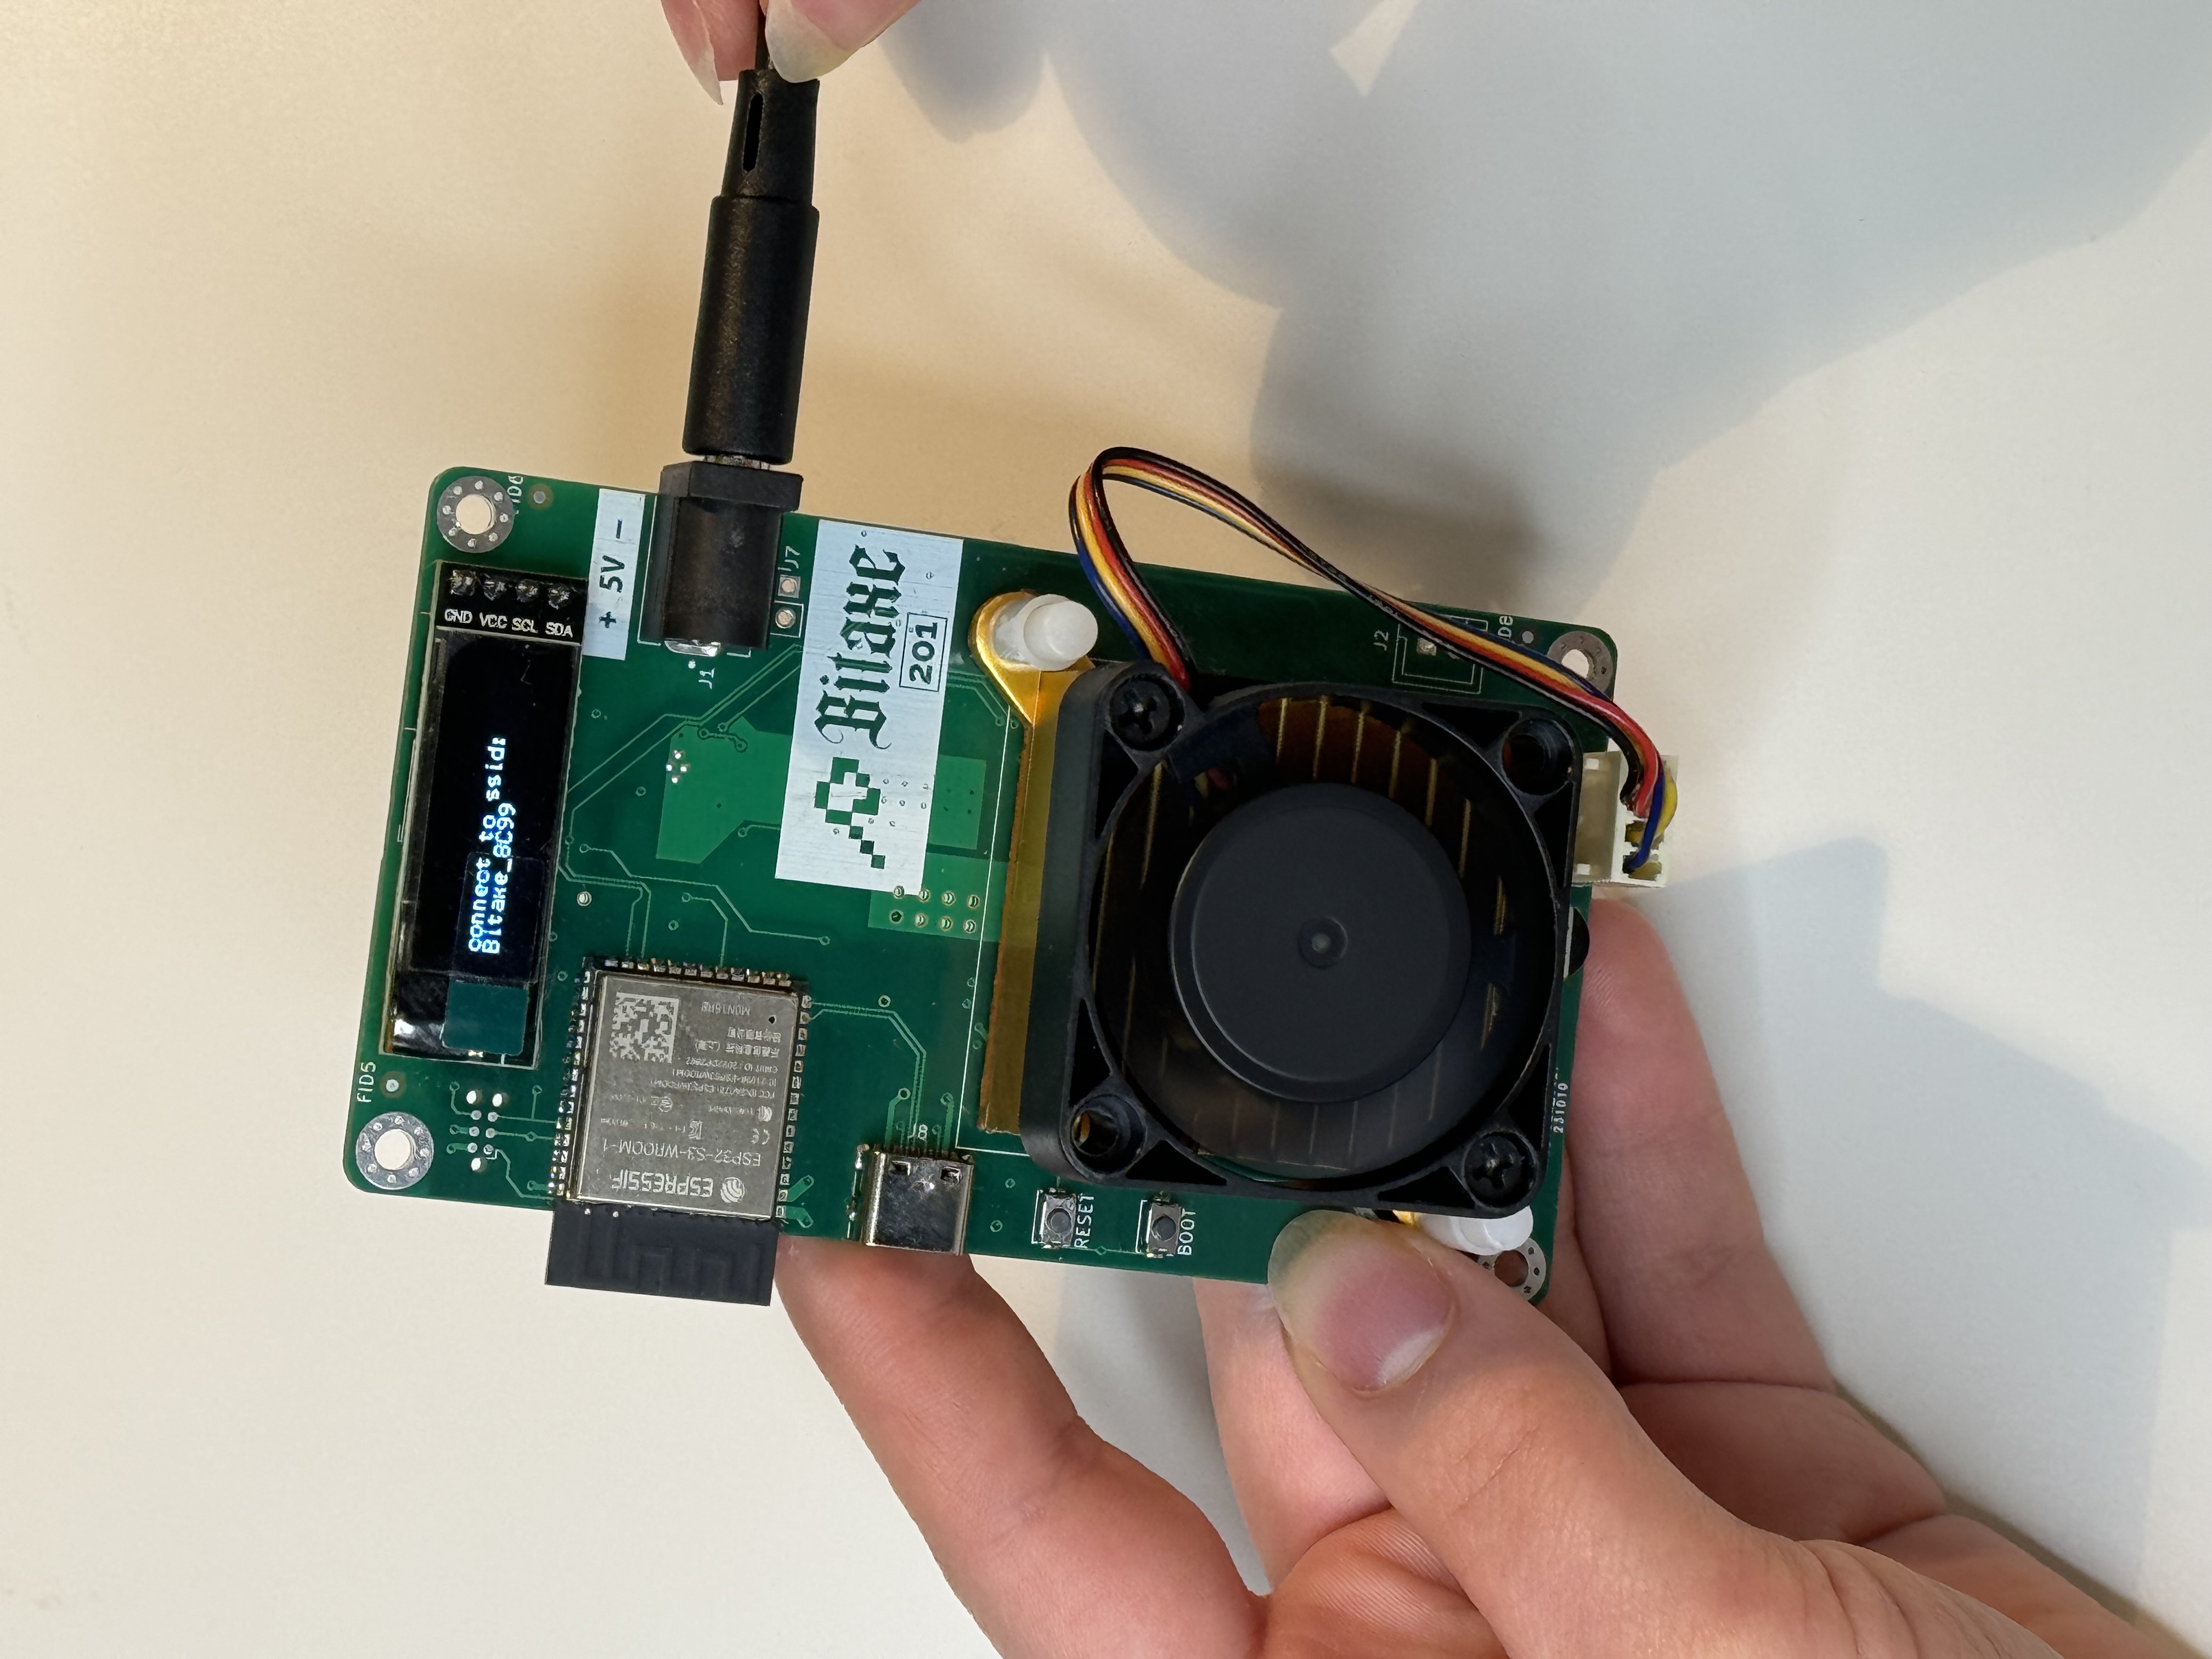 FID5
connect to ssid:
Bitaxe_8C99
GND VCC SCL SDA
+ 5V -
ESPRESSIF
ESP32-S3-WROOM-1
CE
J1
J7
Bitaxe
201
RESET
BOOT
J2
231010